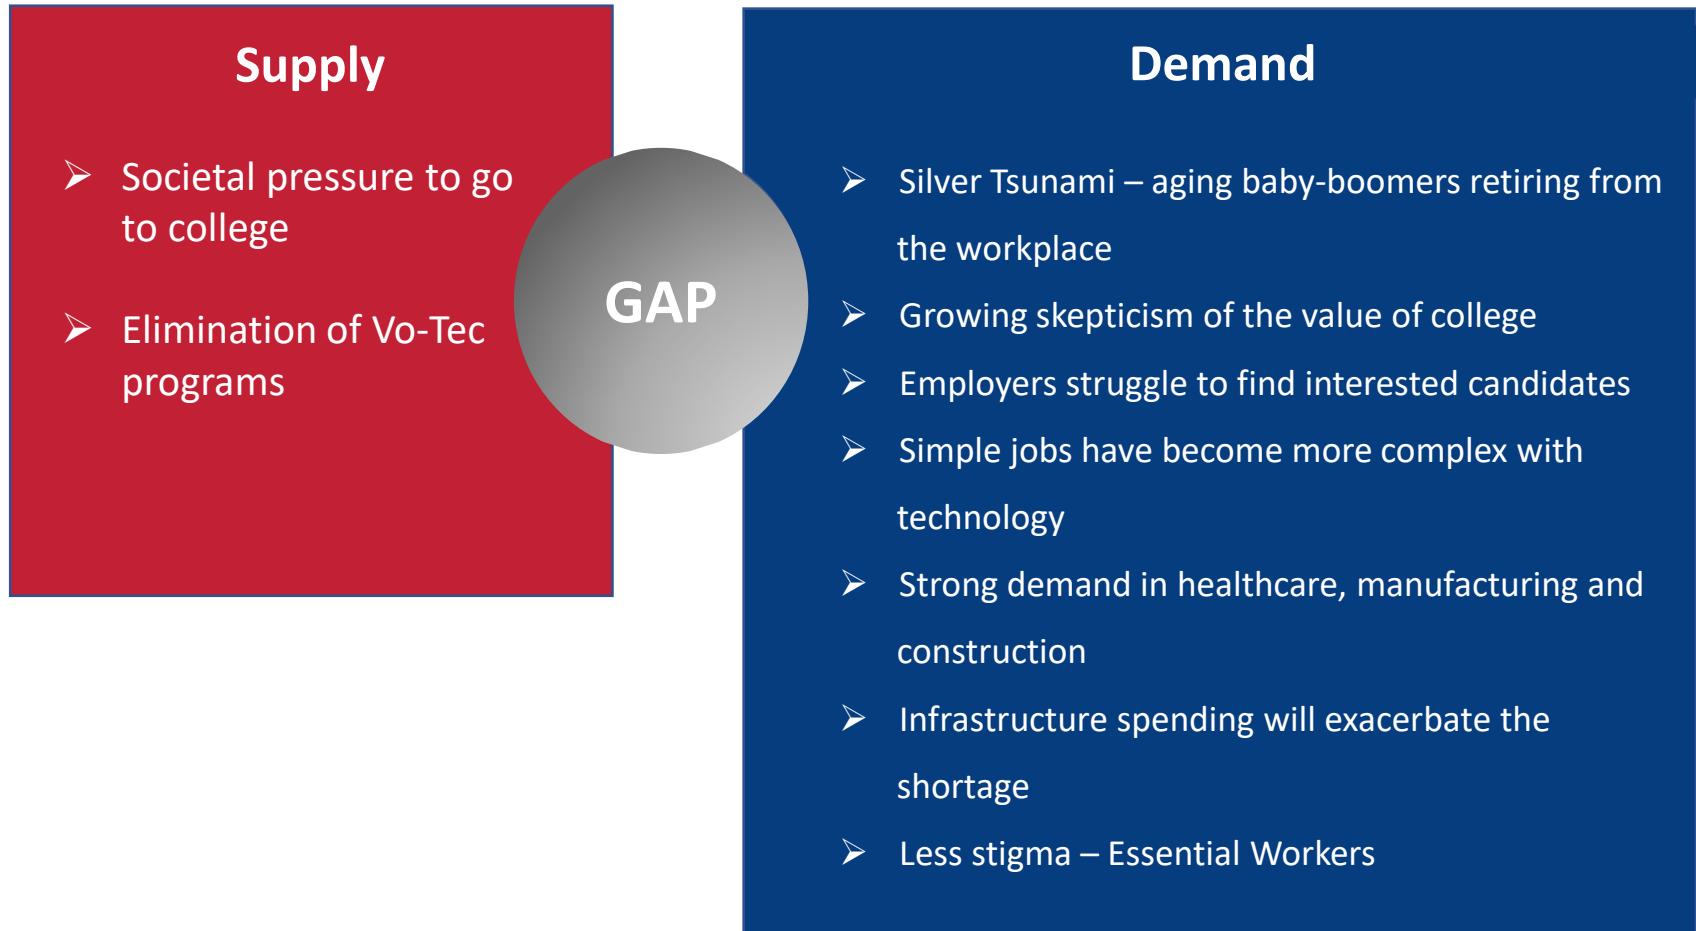 Supply
➢ Societal pressure to go
to college
➢ Elimination of Vo-Tec
programs
GAP
Demand
➢ Silver Tsunami – aging baby-boomers retiring from
the workplace
➢ Growing skepticism of the value of college
➢ Employers struggle to find interested candidates
➢ Simple jobs have become more complex with
technology
➢ Strong demand in healthcare, manufacturing and
construction
➢ Infrastructure spending will exacerbate the
shortage
➢ Less stigma – Essential Workers